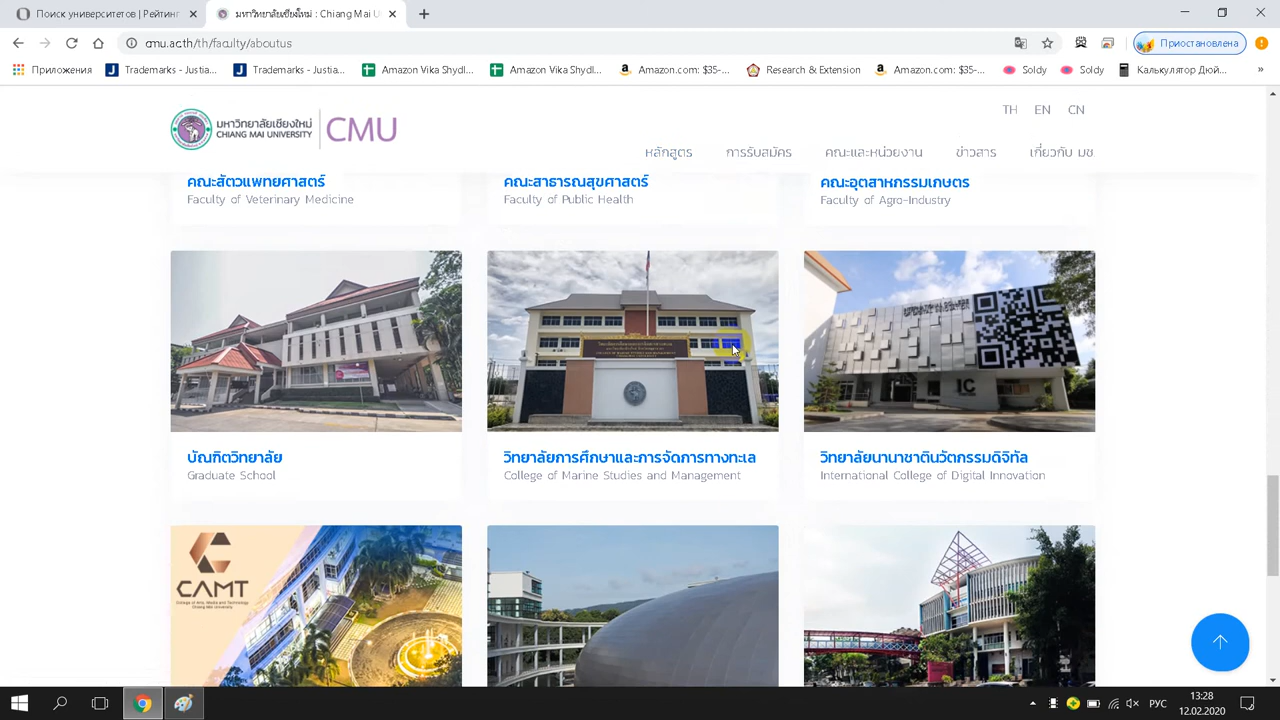 Поиск университетов | Рейтинг
มหาวิทยาลัยเชียงใหม่ : Chiang Mai U
cmu.ac.th/th/faculty/aboutus
Приостановлена
Приложения
Trademarks - Justia...
Trademarks - Justia...
Amazon Vika Shydl...
Amazon Vika Shydl...
Amazon.com: $35-...
Research & Extension
Amazon.com: $35-...
Soldy
Soldy
Калькулятор Дюй...
»
มหาวิทยาลัยเชียงใหม่
CHIANG MAI UNIVERSITY
CMU
TH EN CN
หลักสูตร การรับสมัคร คณะและหน่วยงาน ข่าวสาร เกี่ยวกับ มช.
คณะสัตวแพทยศาสตร์
Faculty of Veterinary Medicine
คณะสาธารณสุขศาสตร์
Faculty of Public Health
คณะอุตสาหกรรมเกษตร
Faculty of Agro-Industry
IC
บัณฑิตวิทยาลัย
Graduate School
วิทยาลัยการศึกษาและการจัดการทางทะเล
College of Marine Studies and Management
วิทยาลัยนานาชาตินวัตกรรมดิจิทัล
International College of Digital Innovation
CAMT
College of Arts, Media and Technology
Chiang Mai University
РУС
13:28
12.02.2020